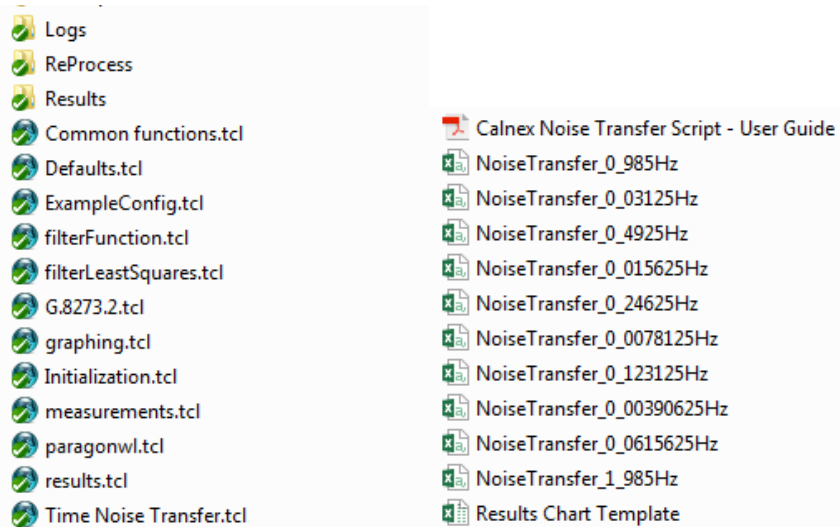 Logs
ReProcess
Results
Common functions.tcl
Defaults.tcl
ExampleConfig.tcl
filterFunction.tcl
filterLeastSquares.tcl
G.8273.2.tcl
graphing.tcl
Initialization.tcl
measurements.tcl
paragonwl.tcl
results.tcl
Time Noise Transfer.tcl
Calnex Noise Transfer Script - User Guide
NoiseTransfer_0_985Hz
NoiseTransfer_0_03125Hz
NoiseTransfer_0_4925Hz
NoiseTransfer_0_015625Hz
NoiseTransfer_0_24625Hz
NoiseTransfer_0_0078125Hz
NoiseTransfer_0_123125Hz
NoiseTransfer_0_00390625Hz
NoiseTransfer_0_0615625Hz
NoiseTransfer_1_985Hz
Results Chart Template